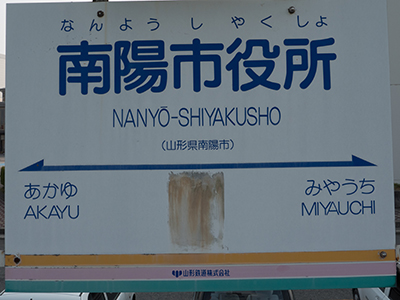 なんようしやくしょ
南陽市役所
NANYŌ-SHIYAKUSHO
(山形県南陽市)
あかゆ みやうち
AKAYU MIYAUCHI
山形鉄道株式会社